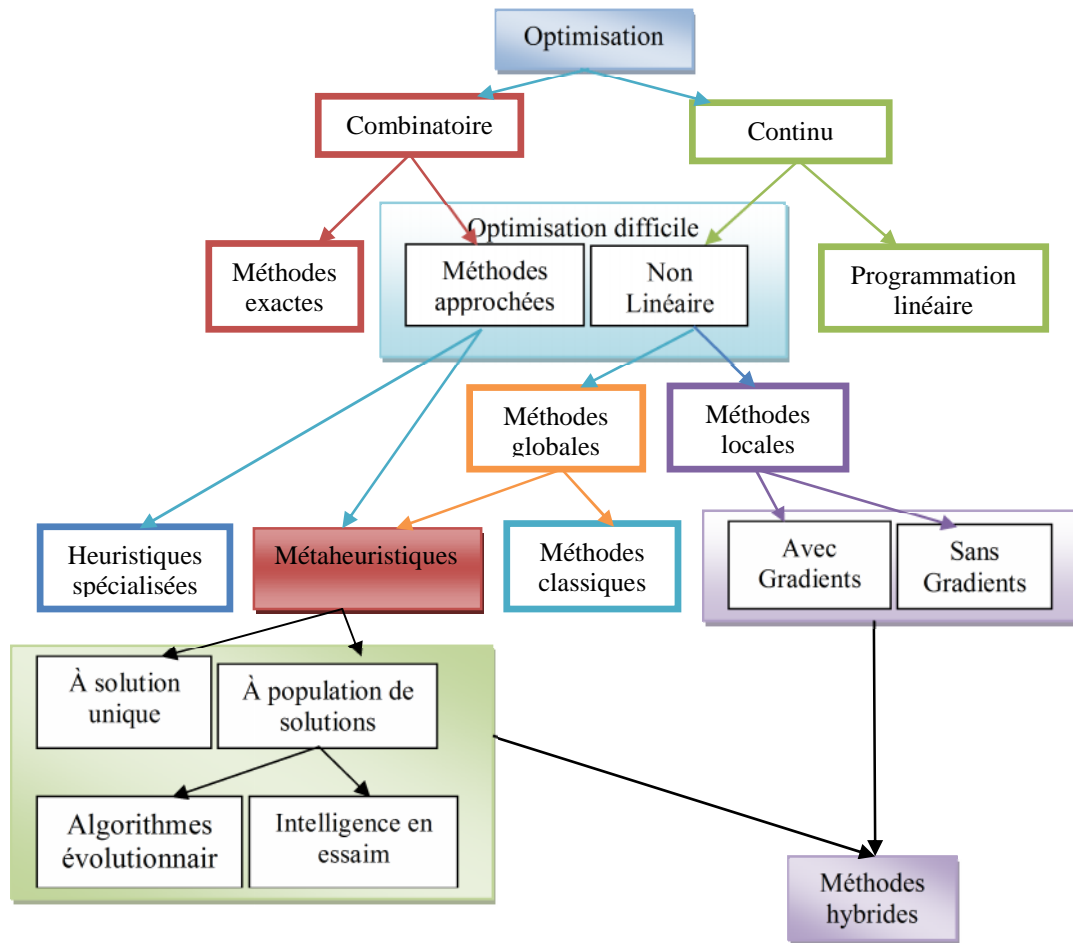 Optimisation
Combinatoire
Continu
Optimisation difficile
Méthodes
exactes
Méthodes
approchées
Non
Linéaire
Programmation
linéaire
Méthodes
globales
Méthodes
locales
Heuristiques
spécialisées
Métaheuristiques
Méthodes
classiques
Avec
Gradients
Sans
Gradients
À solution
unique
À population de
solutions
Algorithmes
évolutionnair
Intelligence en
essaim
Méthodes
hybrides